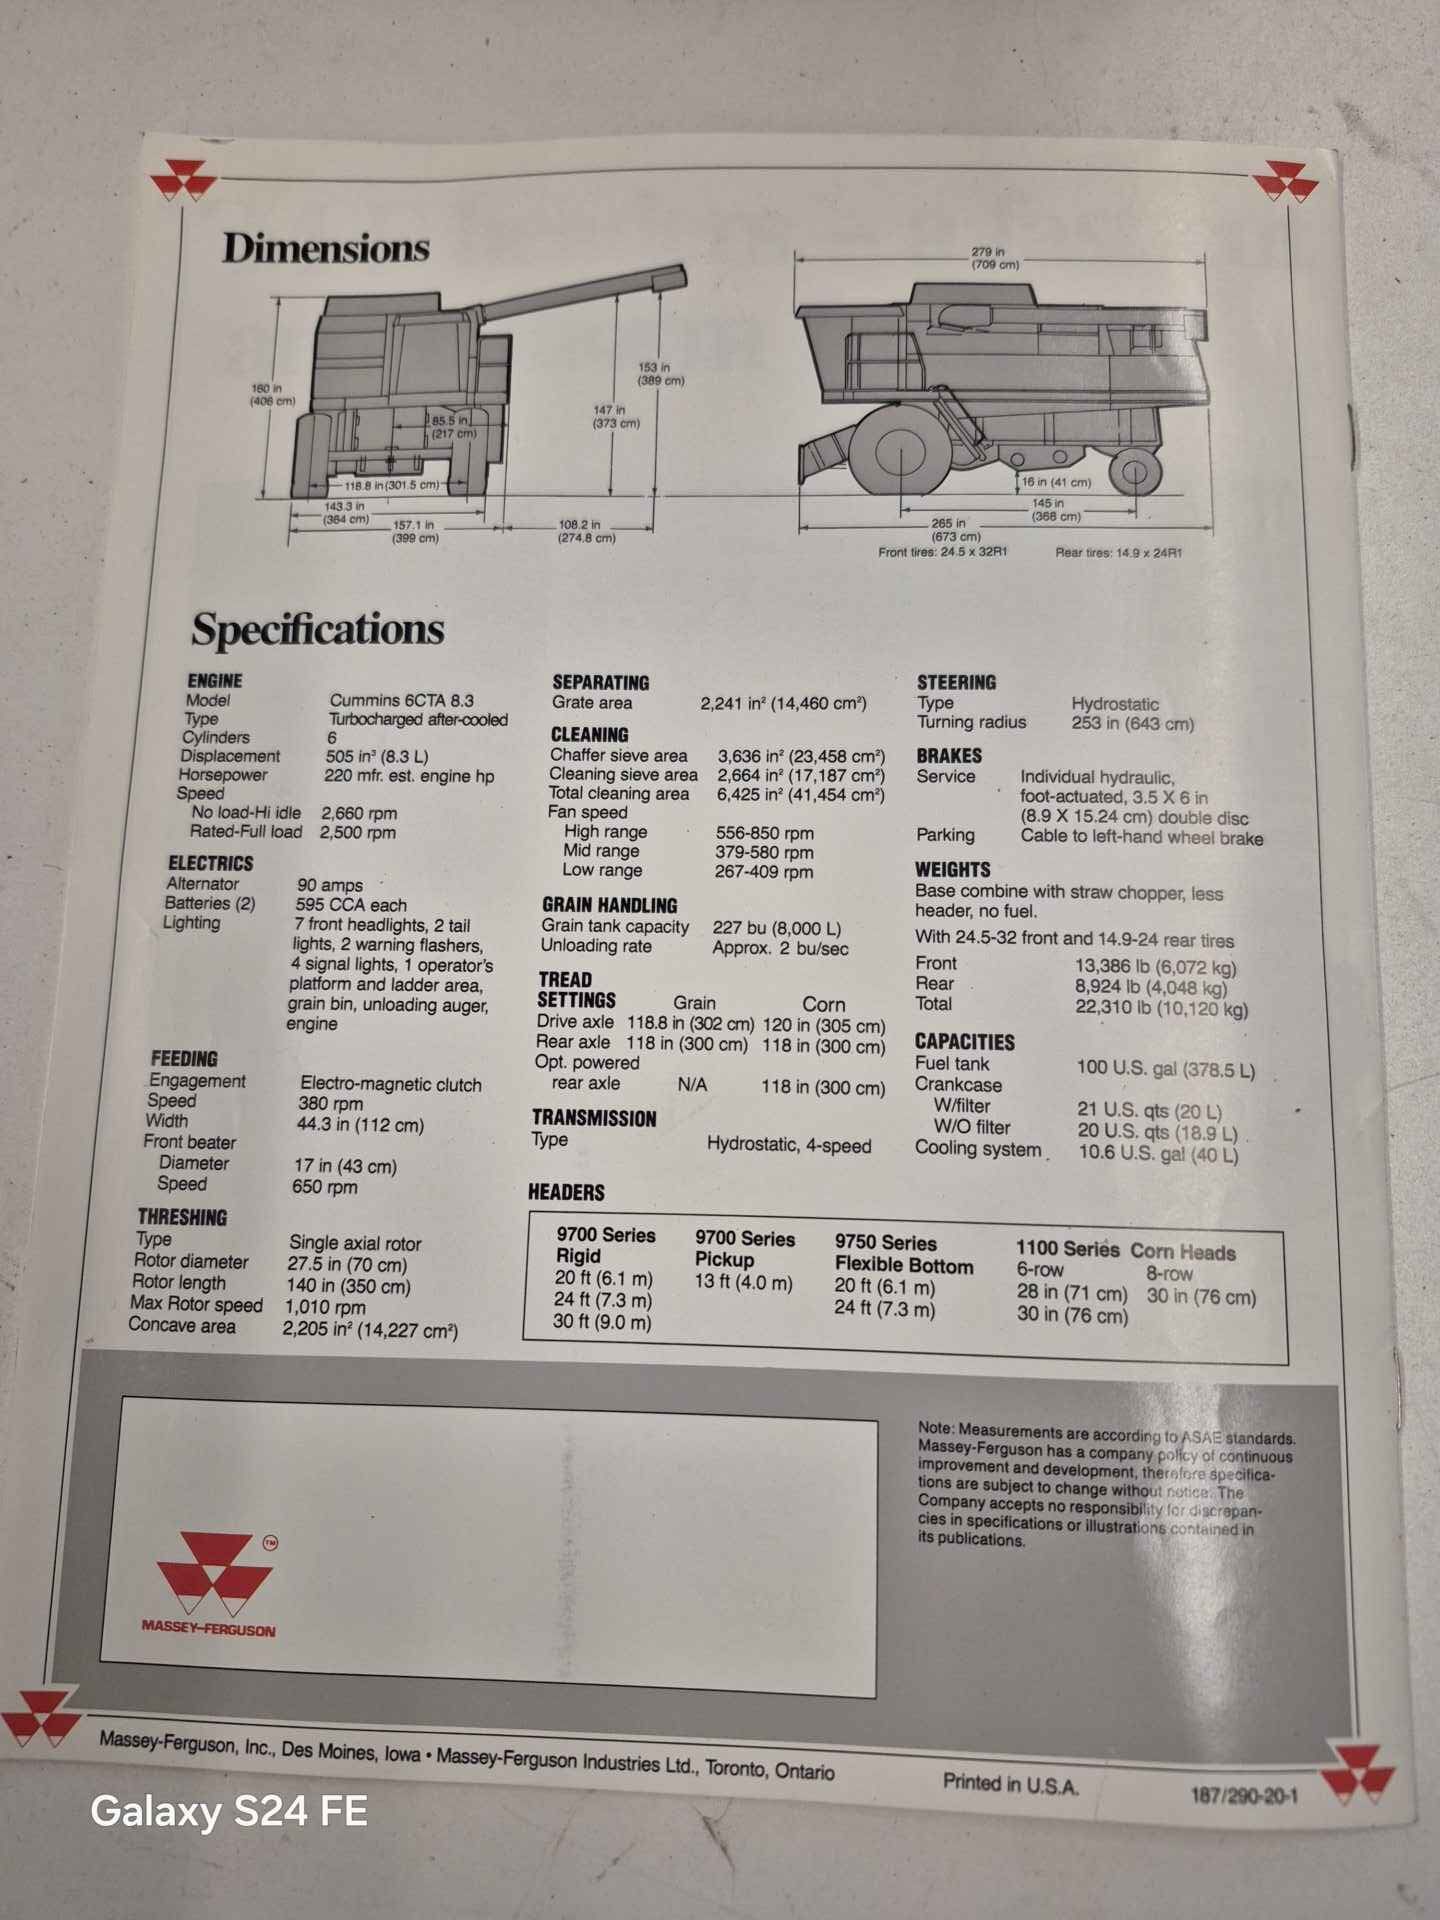 Dimensions
279 in
(709 cm)
160 in
(406 cm)
153 in
(389 cm)
147 in
(373 cm)
85.5 in
(217 cm)
118.8 in (301.5 cm)
143.3 in
(364 cm)
157.1 in
(399 cm)
108.2 in
(274.8 cm)
16 in (41 cm)
145 in
(368 cm)
265 in
(673 cm)
Front tires: 24.5 x 32R1
Rear tires: 14.9 x 24R1
Specifications
ENGINE
Model Cummins 6CTA 8.3
Type Turbocharged after-cooled
Cylinders 6
Displacement 505 in³ (8.3 L)
Horsepower 220 mfr. est. engine hp
Speed
No load-Hi idle 2,660 rpm
Rated-Full load 2,500 rpm
ELECTRICS
Alternator 90 amps
Batteries (2) 595 CCA each
Lighting 7 front headlights, 2 tail
lights, 2 warning flashers,
4 signal lights, 1 operator's
platform and ladder area,
grain bin, unloading auger,
engine
FEEDING
Engagement Electro-magnetic clutch
Speed 380 rpm
Width 44.3 in (112 cm)
Front beater
Diameter 17 in (43 cm)
Speed 650 rpm
THRESHING
Type Single axial rotor
Rotor diameter 27.5 in (70 cm)
Rotor length 140 in (350 cm)
Max Rotor speed 1,010 rpm
Concave area 2,205 in² (14,227 cm²)
SEPARATING
Grate area 2,241 in² (14,460 cm²)
CLEANING
Chaffer sieve area 3,636 in² (23,458 cm²)
Cleaning sieve area 2,664 in² (17,187 cm²)
Total cleaning area 6,425 in² (41,454 cm²)
Fan speed
High range 556-850 rpm
Mid range 379-580 rpm
Low range 267-409 rpm
GRAIN HANDLING
Grain tank capacity 227 bu (8,000 L)
Unloading rate Approx. 2 bu/sec
TREAD
SETTINGS Grain Corn
Drive axle 118.8 in (302 cm) 120 in (305 cm)
Rear axle 118 in (300 cm) 118 in (300 cm)
Opt. powered
rear axle N/A 118 in (300 cm)
TRANSMISSION
Type Hydrostatic, 4-speed
STEERING
Type Hydrostatic
Turning radius 253 in (643 cm)
BRAKES
Service Individual hydraulic,
foot-actuated, 3.5 X 6 in
(8.9 X 15.24 cm) double disc
Parking Cable to left-hand wheel brake
WEIGHTS
Base combine with straw chopper, less
header, no fuel.
With 24.5-32 front and 14.9-24 rear tires
Front 13,386 lb (6,072 kg)
Rear 8,924 lb (4,048 kg)
Total 22,310 lb (10,120 kg)
CAPACITIES
Fuel tank 100 U.S. gal (378.5 L)
Crankcase
W/filter 21 U.S. qts (20 L)
W/O filter 20 U.S. qts (18.9 L)
Cooling system 10.6 U.S. gal (40 L)
HEADERS
9700 Series
Rigid
20 ft (6.1 m)
24 ft (7.3 m)
30 ft (9.0 m)
9700 Series
Pickup
13 ft (4.0 m)
9750 Series
Flexible Bottom
20 ft (6.1 m)
24 ft (7.3 m)
1100 Series Corn Heads
6-row 8-row
28 in (71 cm) 30 in (76 cm)
30 in (76 cm)
Note: Measurements are according to ASAE standards.
Massey-Ferguson has a company policy of continuous
improvement and development, therefore specifica-
tions are subject to change without notice. The
Company accepts no responsibility for discrepan-
cies in specifications or illustrations contained in
its publications.
TM
MASSEY-FERGUSON
Massey-Ferguson, Inc., Des Moines, Iowa • Massey-Ferguson Industries Ltd., Toronto, Ontario
Printed in U.S.A.
187/290-20-1
Galaxy S24 FE